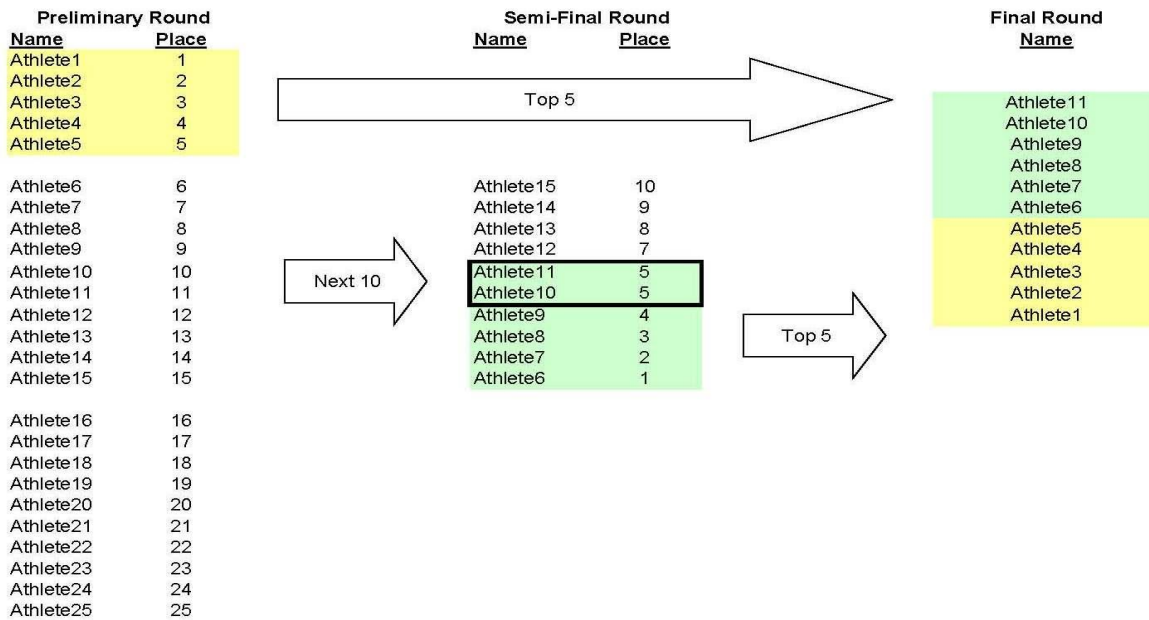 Preliminary Round
Name Place
Athlete1 1
Athlete2 2
Athlete3 3
Athlete4 4
Athlete5 5
Athlete6 6
Athlete7 7
Athlete8 8
Athlete9 9
Athlete10 10
Athlete11 11
Athlete12 12
Athlete13 13
Athlete14 14
Athlete15 15
Athlete16 16
Athlete17 17
Athlete18 18
Athlete19 19
Athlete20 20
Athlete21 21
Athlete22 22
Athlete23 23
Athlete24 24
Athlete25 25
Top 5
Next 10
Semi-Final Round
Name Place
Athlete15 10
Athlete14 9
Athlete13 8
Athlete12 7
Athlete11 5
Athlete10 5
Athlete9 4
Athlete8 3
Athlete7 2
Athlete6 1
Top 5
Final Round
Name
Athlete11
Athlete10
Athlete9
Athlete8
Athlete7
Athlete6
Athlete5
Athlete4
Athlete3
Athlete2
Athlete1